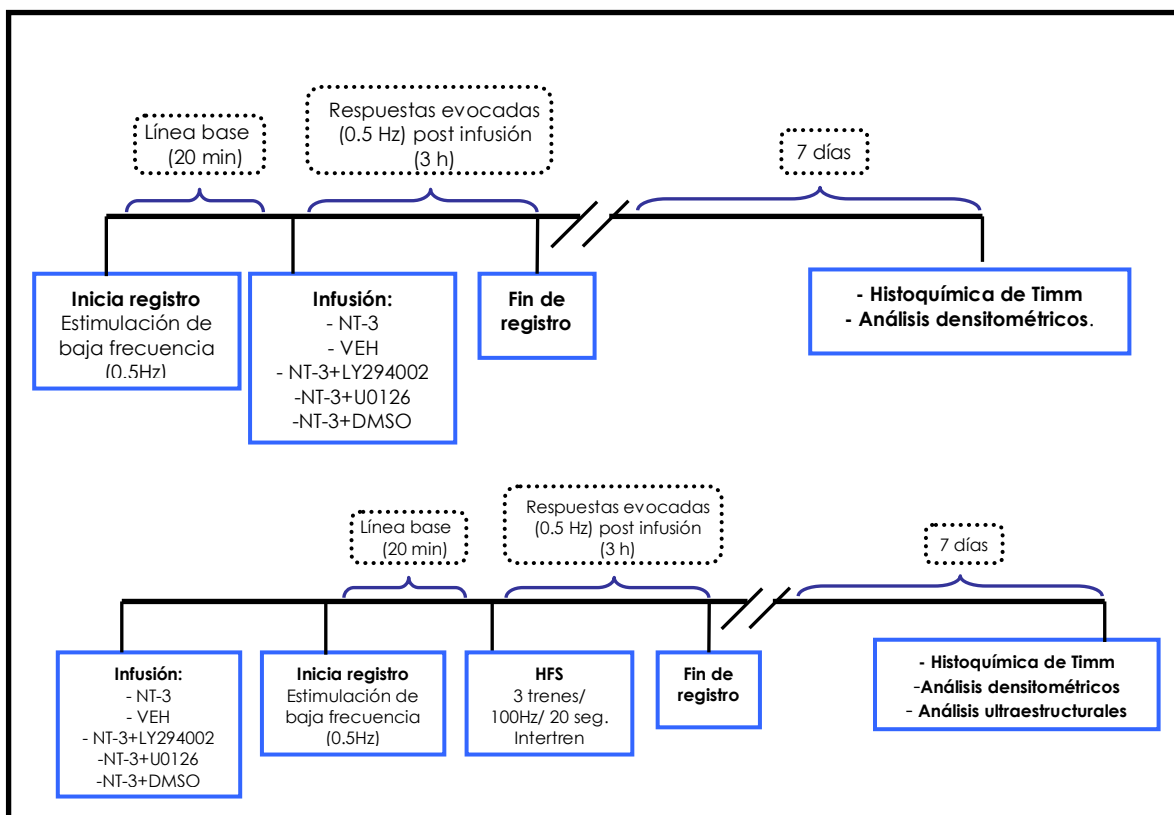 Línea base
(20 min)
Respuestas evocadas
(0.5 Hz) post infusión
(3 h)
7 días
Inicia registro
Estimulación de
baja frecuencia
(0.5Hz)
Infusión:
- NT-3
- VEH
- NT-3+LY294002
-NT-3+U0126
-NT-3+DMSO
Fin de
registro
- Histoquímica de Timm
- Análisis densitométricos.
Línea base
(20 min)
Respuestas evocadas
(0.5 Hz) post infusión
(3 h)
7 días
Infusión:
- NT-3
- VEH
- NT-3+LY294002
-NT-3+U0126
-NT-3+DMSO
Inicia registro
Estimulación de
baja frecuencia
(0.5Hz)
HFS
3 trenes/
100Hz/ 20 seg.
Intertren
Fin de
registro
- Histoquímica de Timm
-Análisis densitométricos
- Análisis ultraestructurales